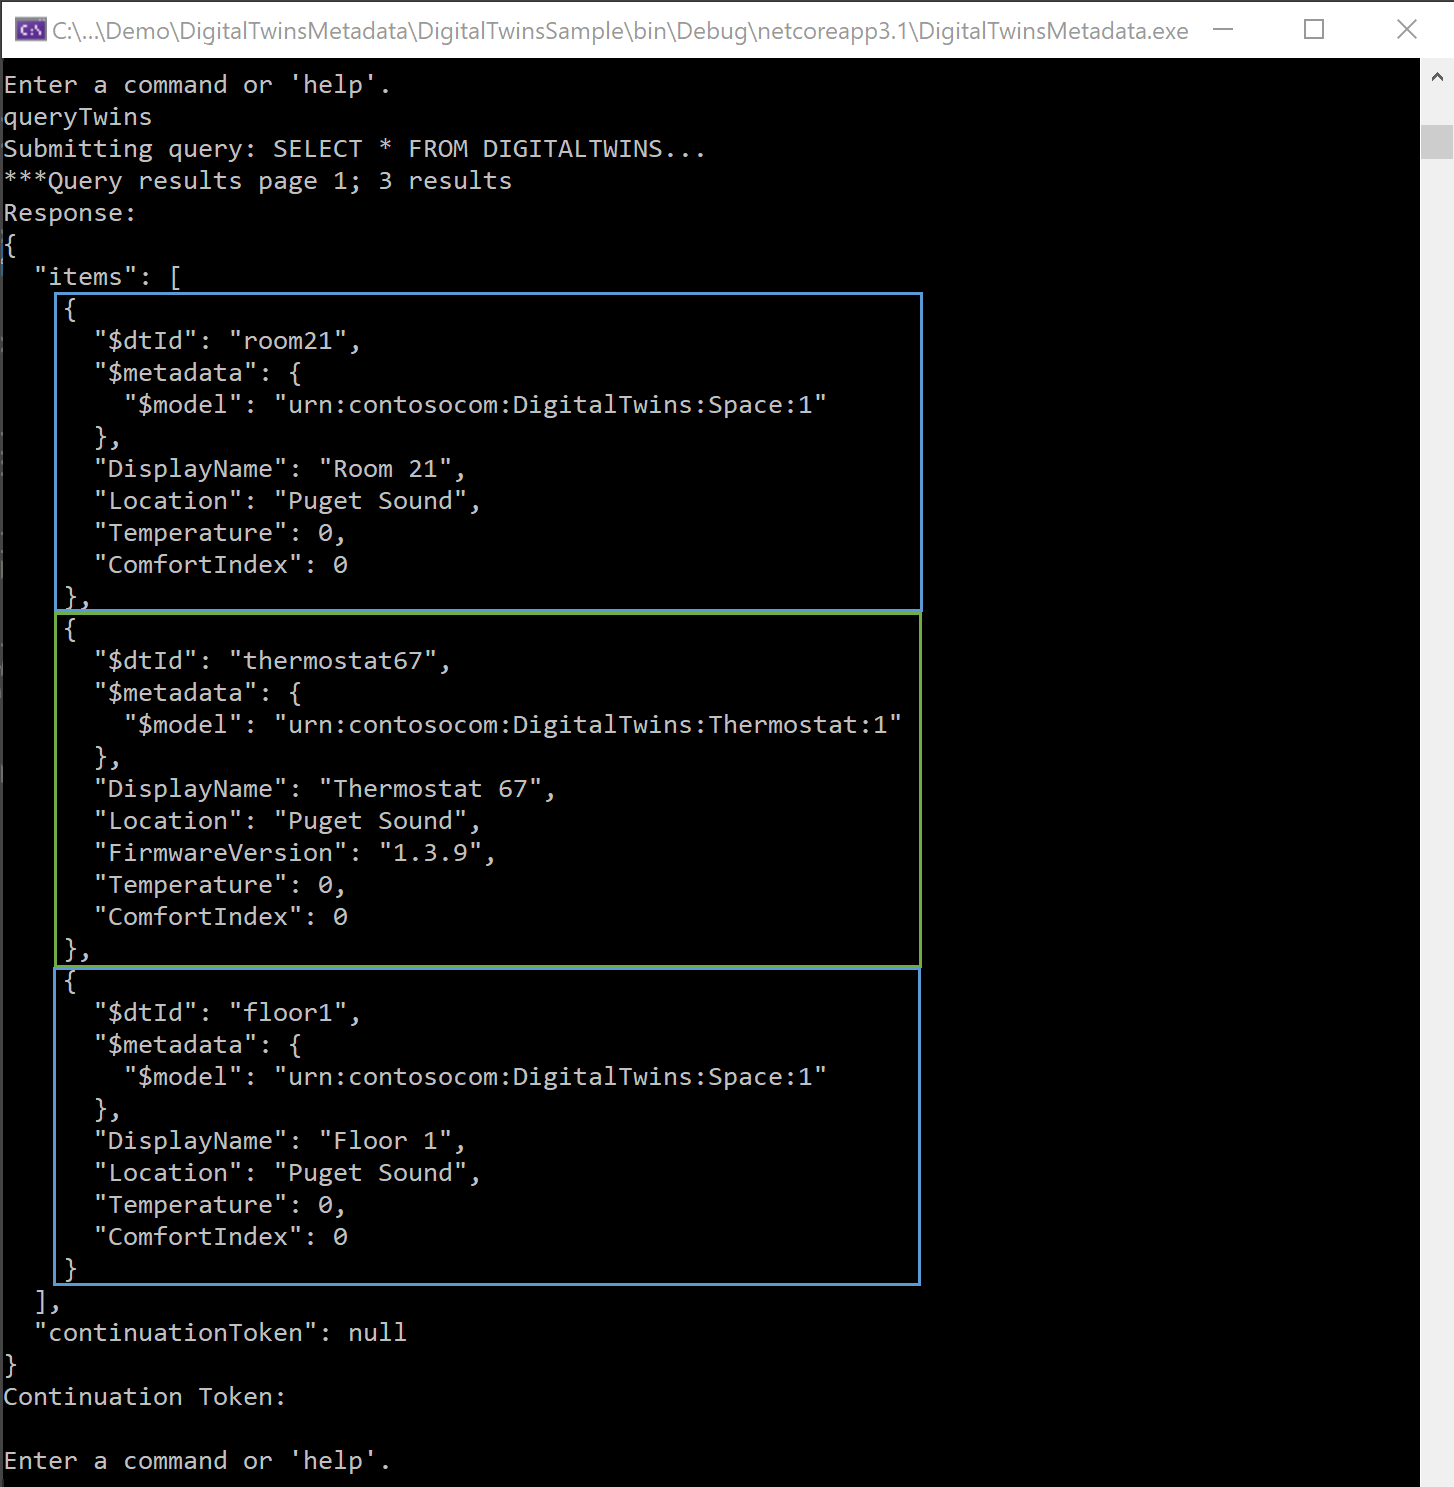 C:\...\Demo\DigitalTwinsMetadata\DigitalTwinsSample\bin\Debug\netcoreapp3.1\DigitalTwinsMetadata.exe
Enter a command or 'help'.
queryTwins
Submitting query: SELECT * FROM DIGITALTWINS...
***Query results page 1; 3 results
Response:
{
  "items": [
    {
      "$dtId": "room21",
      "$metadata": {
        "$model": "urn:contosocom:DigitalTwins:Space:1"
      },
      "DisplayName": "Room 21",
      "Location": "Puget Sound",
      "Temperature": 0,
      "ComfortIndex": 0
    },
    {
      "$dtId": "thermostat67",
      "$metadata": {
        "$model": "urn:contosocom:DigitalTwins:Thermostat:1"
      },
      "DisplayName": "Thermostat 67",
      "Location": "Puget Sound",
      "FirmwareVersion": "1.3.9",
      "Temperature": 0,
      "ComfortIndex": 0
    },
    {
      "$dtId": "floor1",
      "$metadata": {
        "$model": "urn:contosocom:DigitalTwins:Space:1"
      },
      "DisplayName": "Floor 1",
      "Location": "Puget Sound",
      "Temperature": 0,
      "ComfortIndex": 0
    }
  ],
  "continuationToken": null
}
Continuation Token:
Enter a command or 'help'.